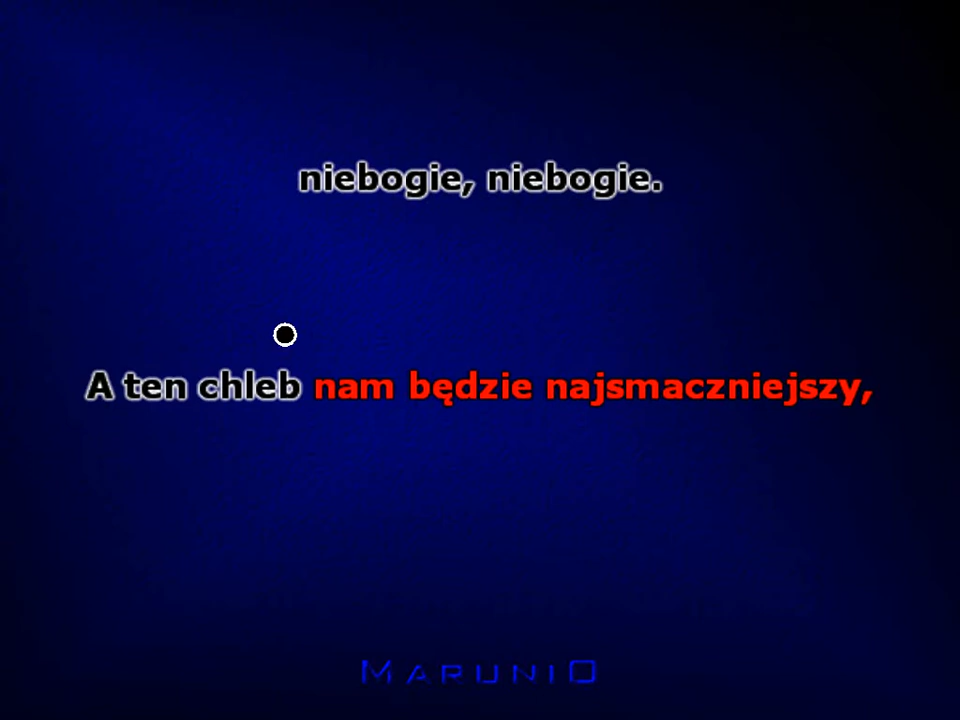 niebogie, niebogie.
A ten chleb nam będzie najsmaczniejszy,
MARUNIO